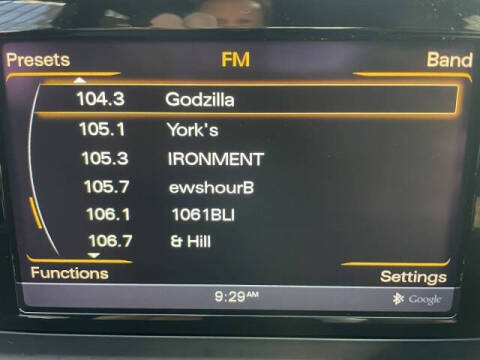 Presets FM Band
104.3 Godzilla
105.1 York's
105.3 IRONMENT
105.7 ewshourB
106.1 1061BLI
106.7 & Hill
Functions Settings
9:29AM Google